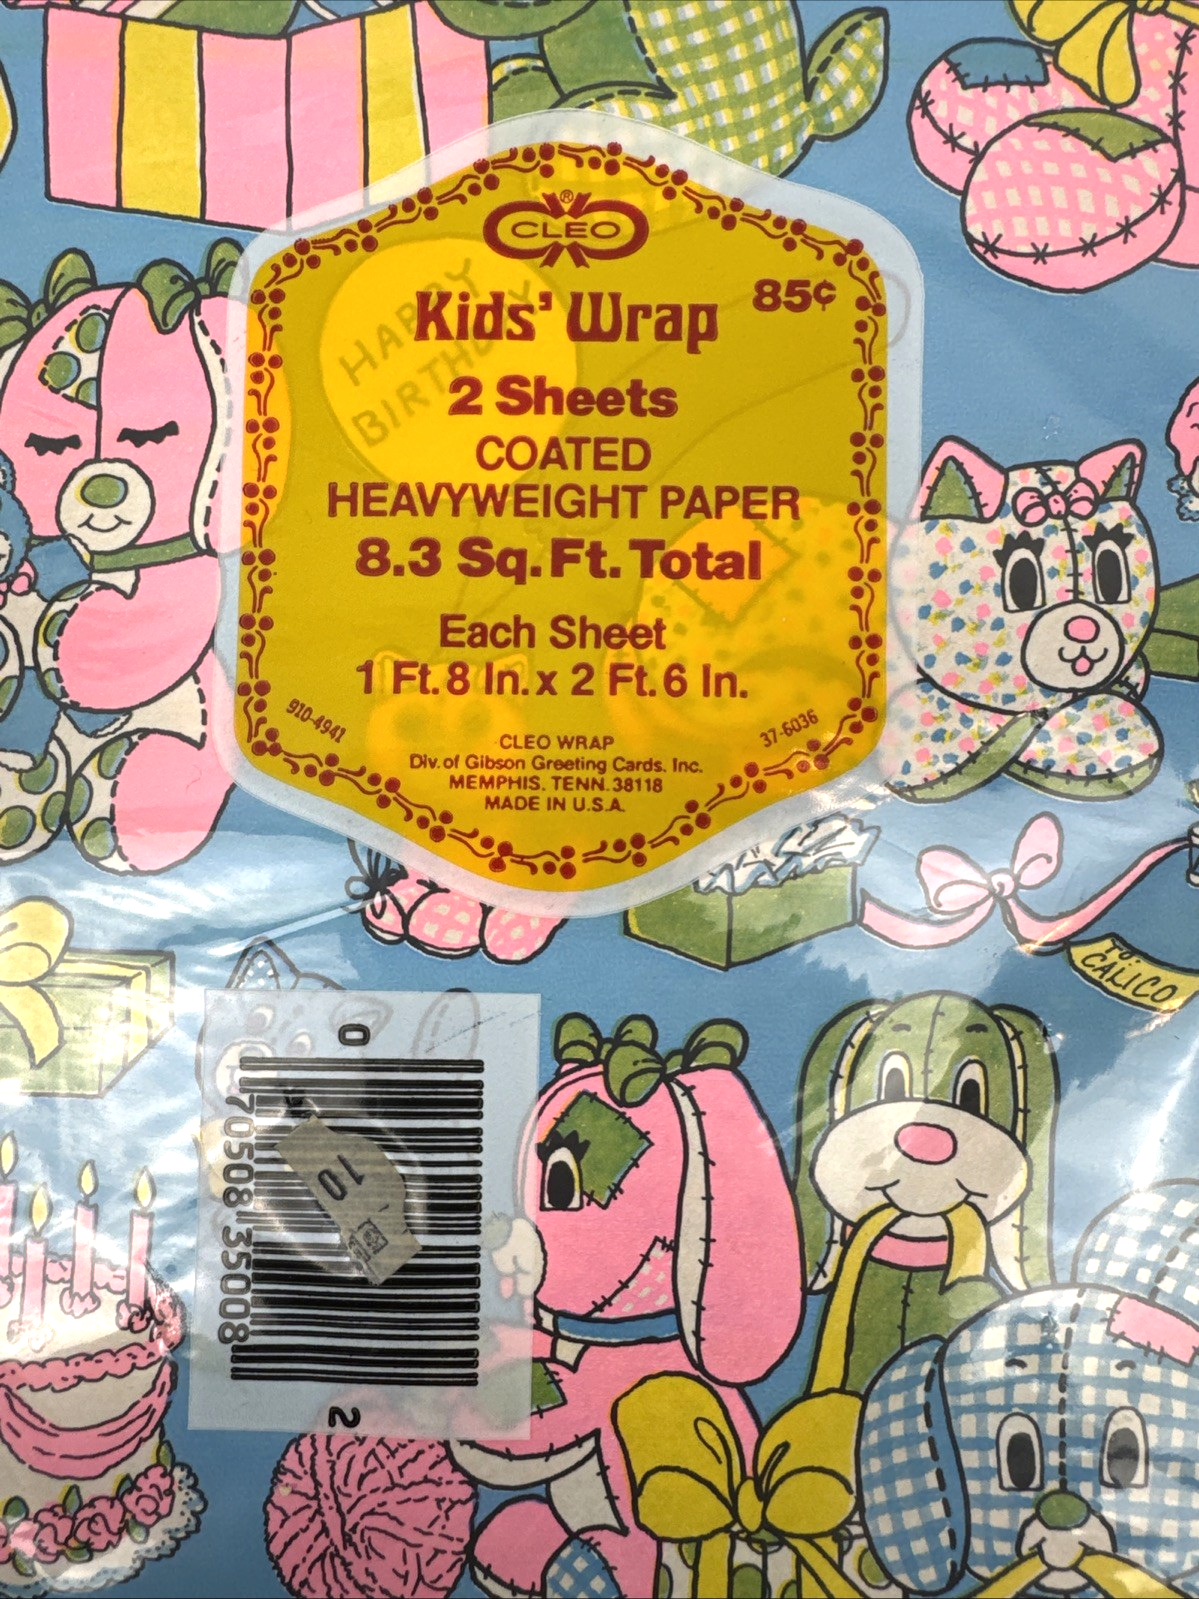 CLEO®
Kids' Wrap
85¢
2 Sheets
COATED
HEAVYWEIGHT PAPER
8.3 Sq. Ft. Total
Each Sheet
1 Ft. 8 In. x 2 Ft. 6 In.
910-4941
37-6036
CLEO WRAP
Div. of Gibson Greeting Cards, Inc.
MEMPHIS, TENN. 38118
MADE IN U.S.A.
HAPPY
BIRTHDAY
TO:
CALICO
0
70508 35008
2
10